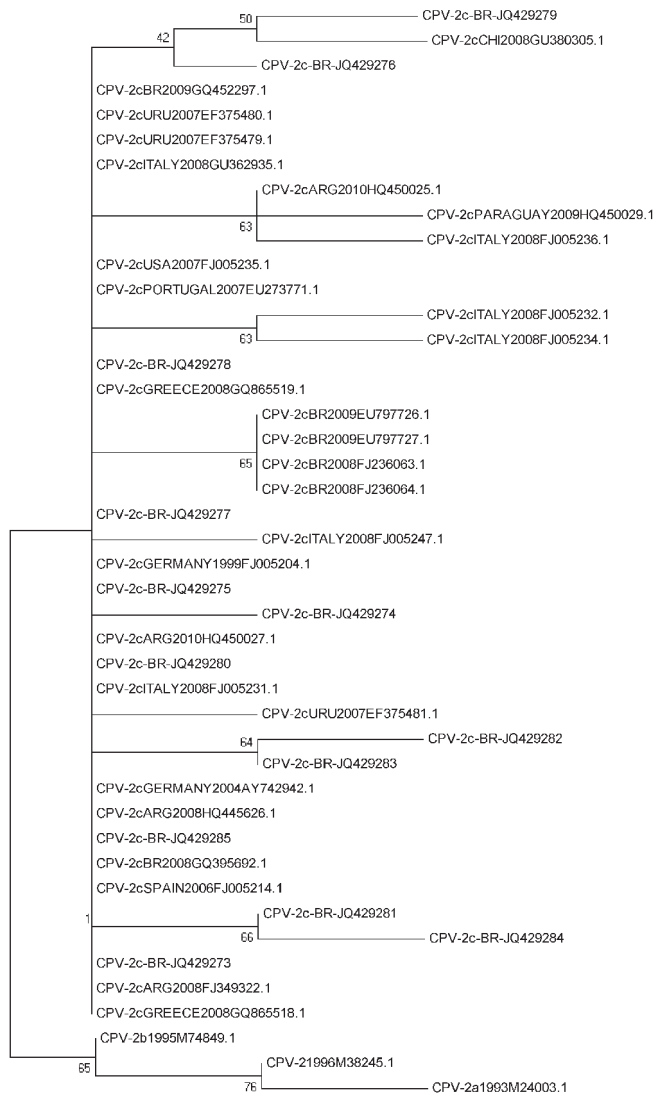 50
CPV-2c-BR-JQ429279
42
CPV-2cCHI2008GU380305.1
CPV-2c-BR-JQ429276
CPV-2cBR2009GQ452297.1
CPV-2cURU2007EF375480.1
CPV-2cURU2007EF375479.1
CPV-2cITALY2008GU362935.1
CPV-2cARG2010HQ450025.1
CPV-2cPARAGUAY2009HQ450029.1
63
CPV-2cITALY2008FJ005236.1
CPV-2cUSA2007FJ005235.1
CPV-2cPORTUGAL2007EU273771.1
CPV-2cITALY2008FJ005232.1
63
CPV-2cITALY2008FJ005234.1
CPV-2c-BR-JQ429278
CPV-2cGREECE2008GQ865519.1
CPV-2cBR2009EU797726.1
CPV-2cBR2009EU797727.1
65
CPV-2cBR2008FJ236063.1
CPV-2cBR2008FJ236064.1
CPV-2c-BR-JQ429277
CPV-2cITALY2008FJ005247.1
CPV-2cGERMANY1999FJ005204.1
CPV-2c-BR-JQ429275
CPV-2c-BR-JQ429274
CPV-2cARG2010HQ450027.1
CPV-2c-BR-JQ429280
CPV-2cITALY2008FJ005231.1
CPV-2cURU2007EF375481.1
64
CPV-2c-BR-JQ429282
CPV-2c-BR-JQ429283
CPV-2cGERMANY2004AY742942.1
CPV-2cARG2008HQ445626.1
CPV-2c-BR-JQ429285
CPV-2cBR2008GQ395692.1
CPV-2cSPAIN2006FJ005214.1
1
CPV-2c-BR-JQ429281
66
CPV-2c-BR-JQ429284
CPV-2c-BR-JQ429273
CPV-2cARG2008FJ349322.1
CPV-2cGREECE2008GQ865518.1
CPV-2b1995M74849.1
65
CPV-21996M38245.1
76
CPV-2a1993M24003.1